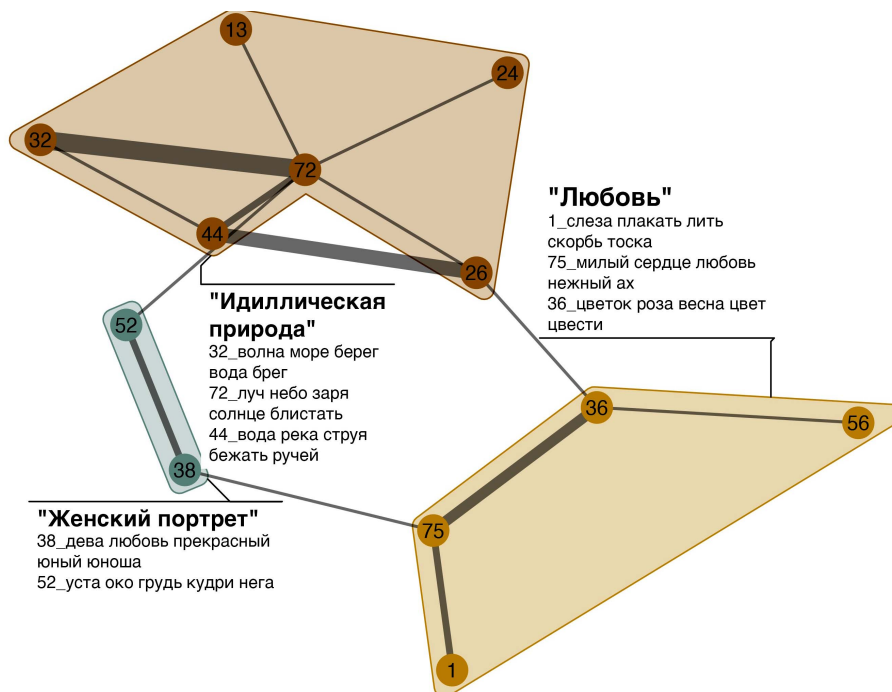 13
24
32
72
44
26
"Любовь"
1_слеза плакать лить
скорбь тоска
75_милый сердце любовь
нежный ах
36_цветок роза весна цвет
цвести
"Идиллическая
природа"
32_волна море берег
вода брег
72_луч небо заря
солнце блистать
44_вода река струя
бежать ручей
52
38
36
56
"Женский портрет"
38_дева любовь прекрасный
юный юноша
52_уста око грудь кудри нега
75
1